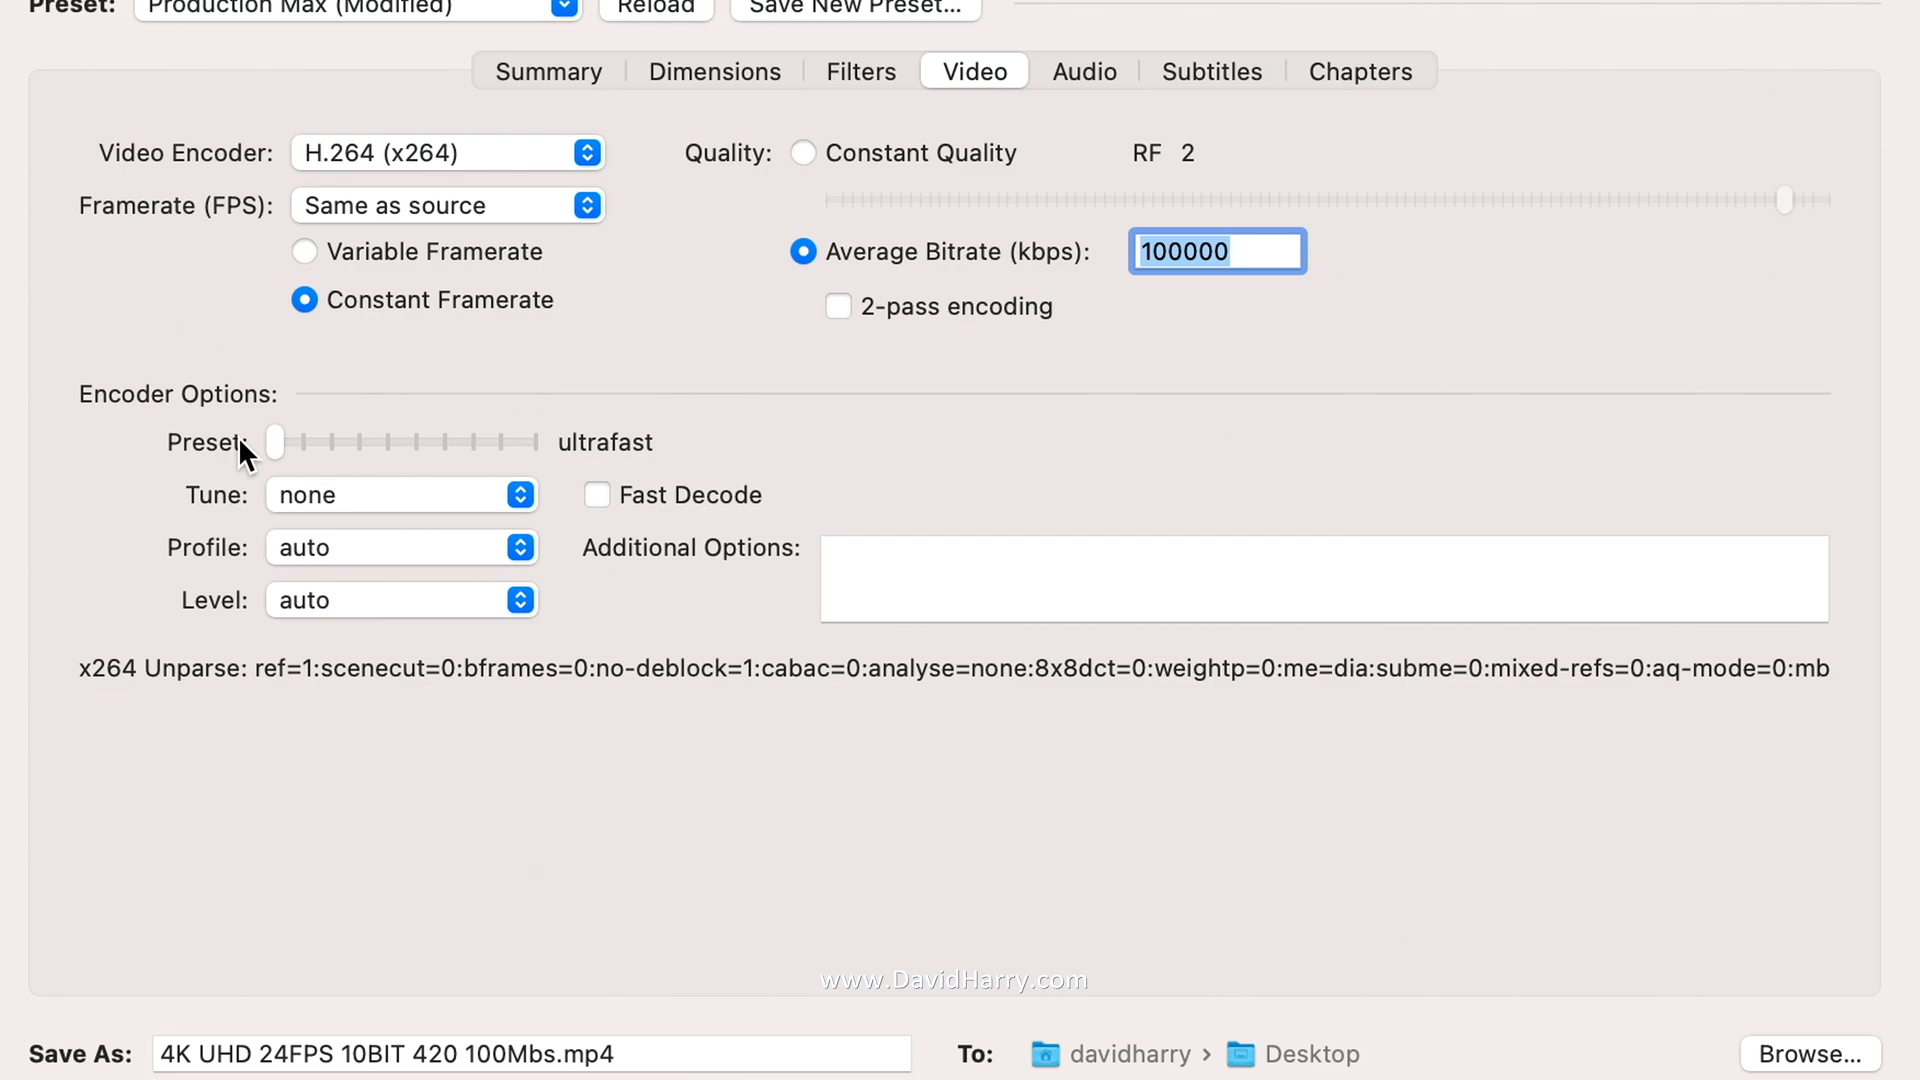 Preset: Production Max (Modified) Reload Save New Preset...
Summary Dimensions Filters Video Audio Subtitles Chapters
Video Encoder: H.264 (x264) Quality: Constant Quality RF 2
Framerate (FPS): Same as source
Variable Framerate Average Bitrate (kbps): 100000
Constant Framerate 2-pass encoding
Encoder Options:
Preset: ultrafast
Tune: none Fast Decode
Profile: auto Additional Options:
Level: auto
x264 Unparse: ref=1:scenecut=0:bframes=0:no-deblock=1:cabac=0:analyse=none:8x8dct=0:weightp=0:me=dia:subme=0:mixed-refs=0:aq-mode=0:mb
www.DavidHarry.com
Save As: 4K UHD 24FPS 10BIT 420 100Mbs.mp4 To: davidharry › Desktop Browse...